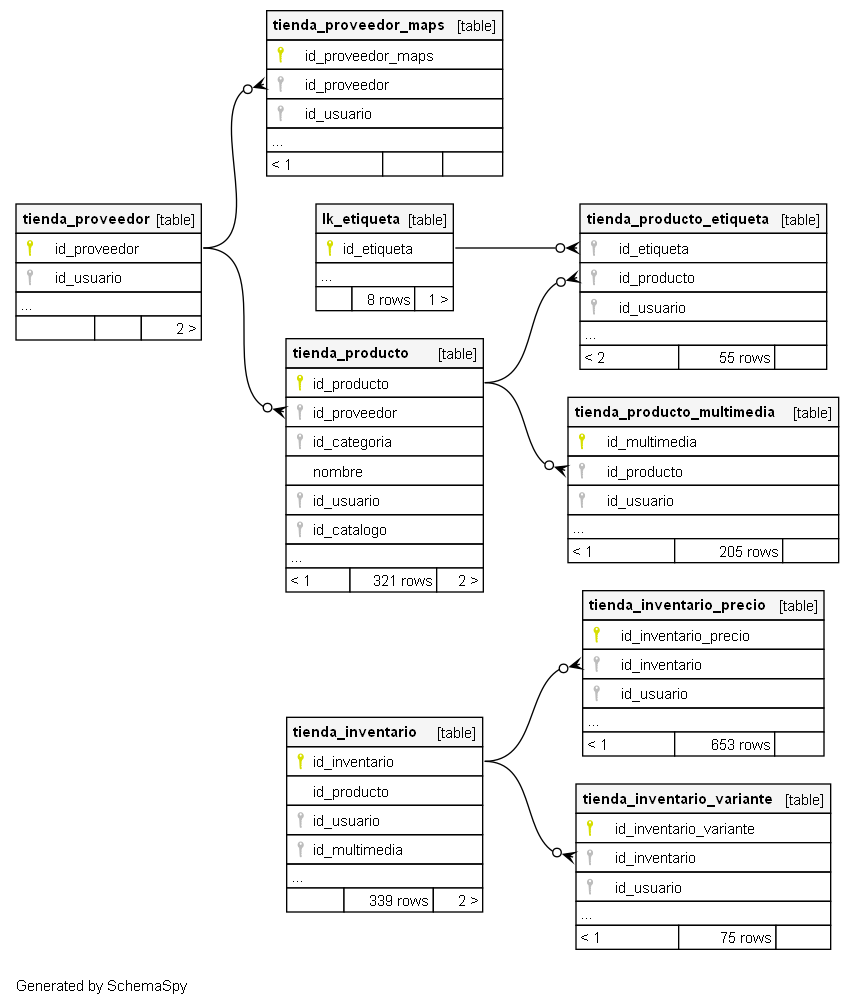 tienda_proveedor_maps [table]
id_proveedor_maps
id_proveedor
id_usuario
...
< 1
tienda_proveedor [table]
id_proveedor
id_usuario
...
2 >
lk_etiqueta [table]
id_etiqueta
...
8 rows 1 >
tienda_producto_etiqueta [table]
id_etiqueta
id_producto
id_usuario
...
< 2 55 rows
tienda_producto [table]
id_producto
id_proveedor
id_categoria
nombre
id_usuario
id_catalogo
...
< 1 321 rows 2 >
tienda_producto_multimedia [table]
id_multimedia
id_producto
id_usuario
...
< 1 205 rows
tienda_inventario_precio [table]
id_inventario_precio
id_inventario
id_usuario
...
< 1 653 rows
tienda_inventario [table]
id_inventario
id_producto
id_usuario
id_multimedia
...
339 rows 2 >
tienda_inventario_variante [table]
id_inventario_variante
id_inventario
id_usuario
...
< 1 75 rows
Generated by SchemaSpy